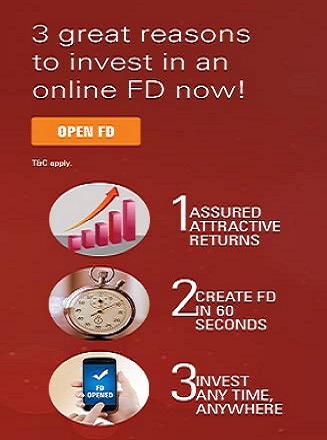 3 great reasons
to invest in an
online FD now!
OPEN FD
T&C apply.
1 ASSURED
ATTRACTIVE
RETURNS
2 CREATE FD
IN 60
SECONDS
FD
OPENED
3 INVEST
ANY TIME,
ANYWHERE